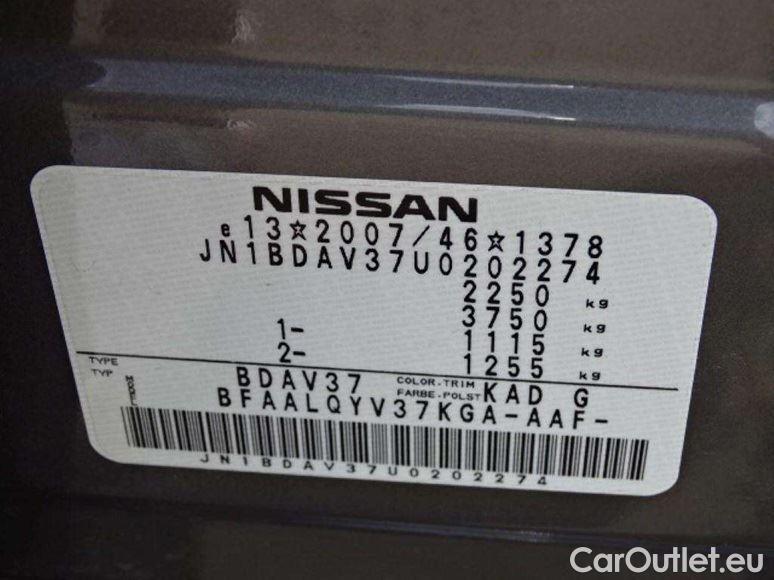 NISSAN
e13☆2007/46☆1378
JN1BDAV37U0202274
2250 kg
3750 kg
1- 1115 kg
2- 1255 kg
TYPE TYP BDAV37 COLOR-TRIM FARBE-POLST KAD G
MODEL BFAALQYV37KGA-AAF-
JN1BDAV37U0202274
CarOutlet.eu